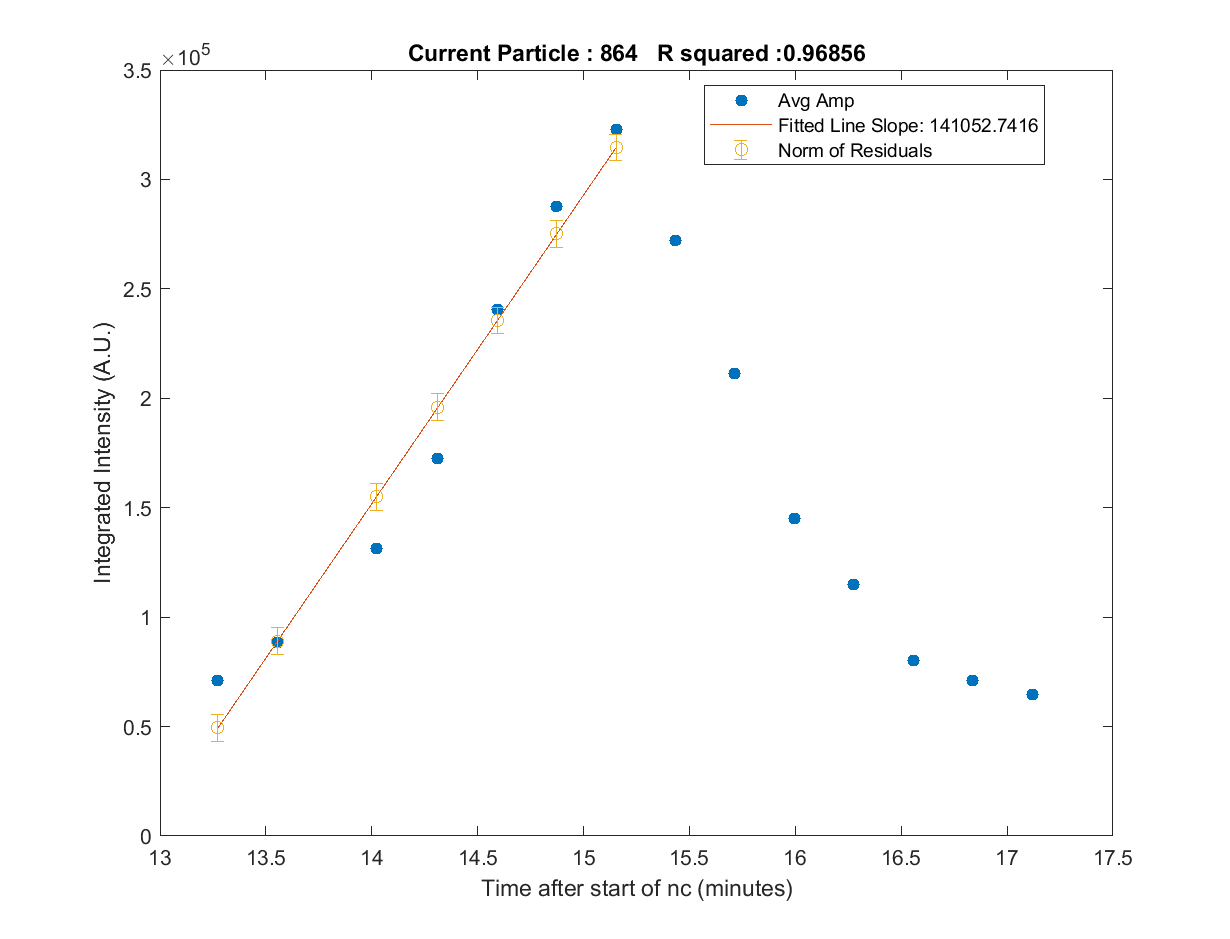 Current Particle : 864 R squared :0.96856
×10^5
3.5
3
2.5
2
1.5
1
0.5
0
Integrated Intensity (A.U.)
Avg Amp
Fitted Line Slope: 141052.7416
Norm of Residuals
13 13.5 14 14.5 15 15.5 16 16.5 17 17.5
Time after start of nc (minutes)